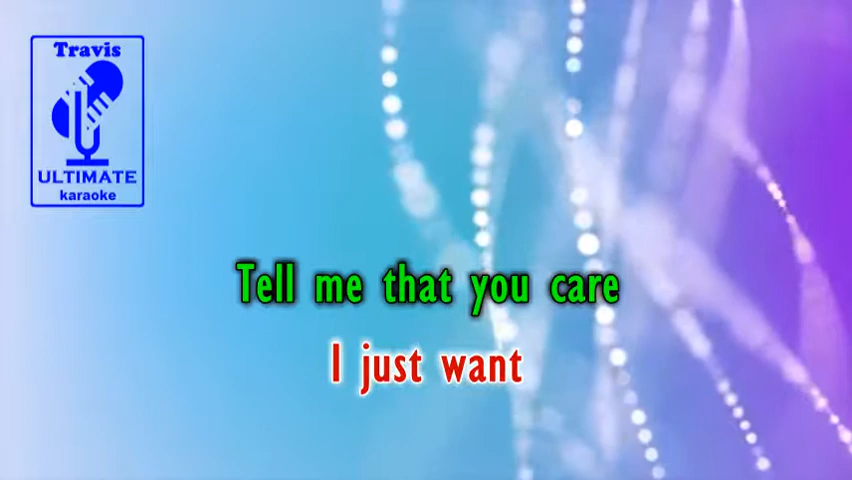 Travis
ULTIMATE
karaoke
Tell me that you care
I just want